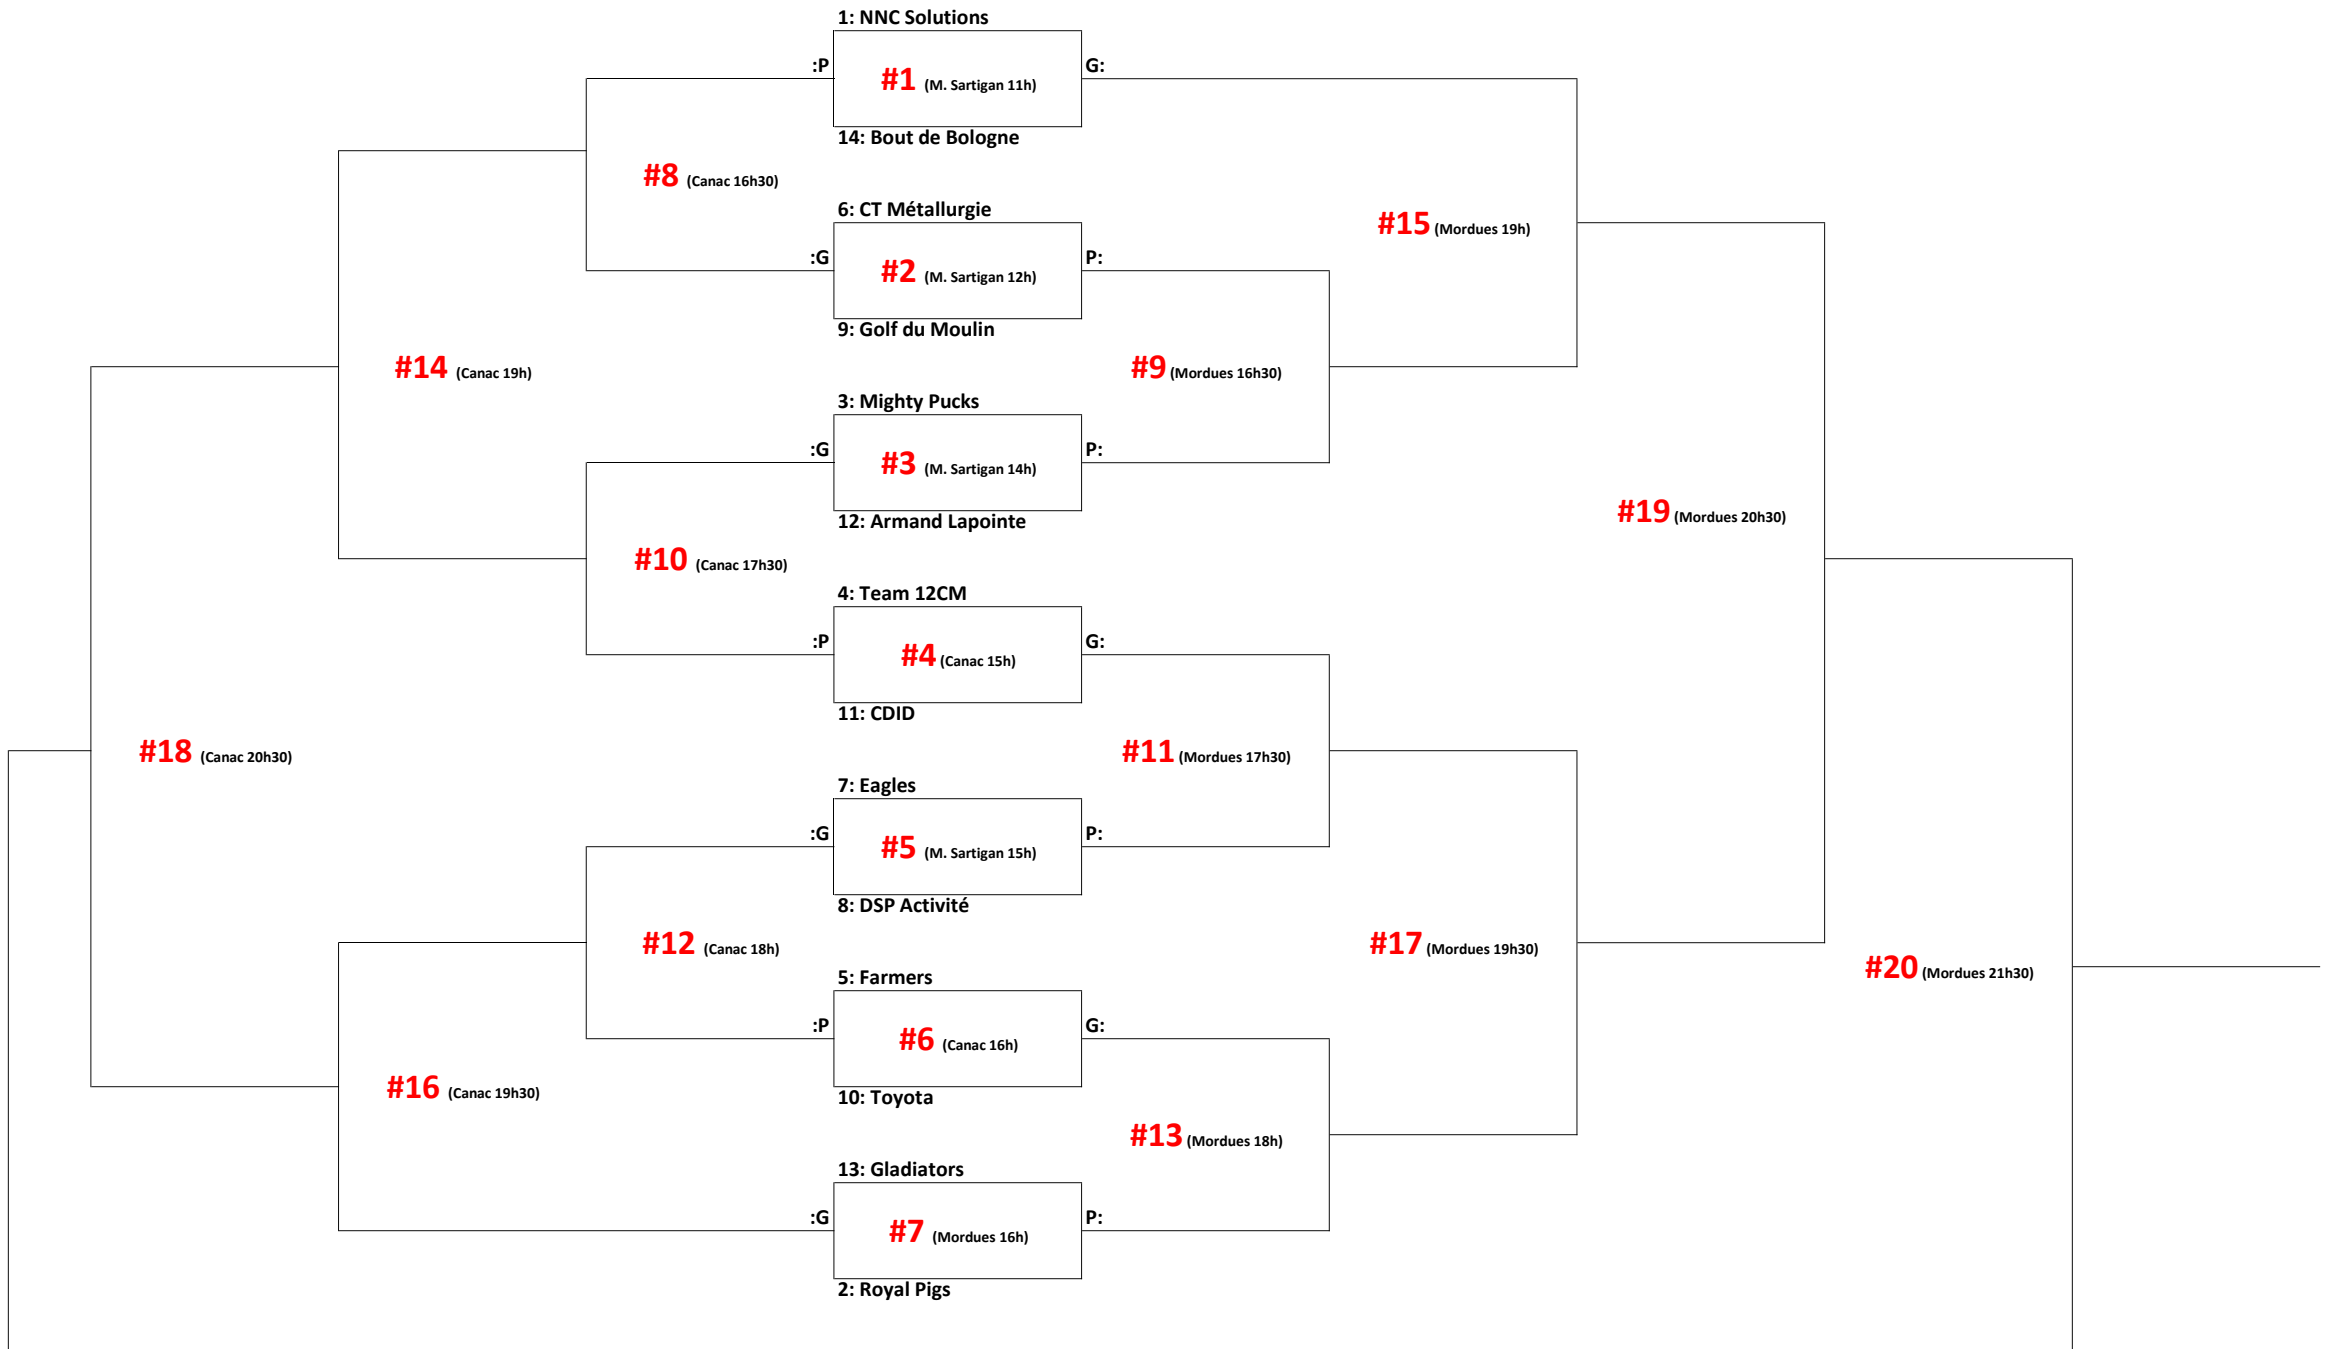 1: NNC Solutions
:P
#1 (M. Sartigan 11h)
G:
14: Bout de Bologne
#8 (Canac 16h30)
6: CT Métallurgie
#15 (Mordues 19h)
:G
#2 (M. Sartigan 12h)
P:
9: Golf du Moulin
#14 (Canac 19h)
#9 (Mordues 16h30)
3: Mighty Pucks
:G
#3 (M. Sartigan 14h)
P:
12: Armand Lapointe
#19 (Mordues 20h30)
#10 (Canac 17h30)
4: Team 12CM
:P
#4 (Canac 15h)
G:
11: CDID
#18 (Canac 20h30)
#11 (Mordues 17h30)
7: Eagles
:G
#5 (M. Sartigan 15h)
P:
8: DSP Activité
#12 (Canac 18h)
#17 (Mordues 19h30)
5: Farmers
#20 (Mordues 21h30)
:P
#6 (Canac 16h)
G:
10: Toyota
#16 (Canac 19h30)
#13 (Mordues 18h)
13: Gladiators
:G
#7 (Mordues 16h)
P:
2: Royal Pigs